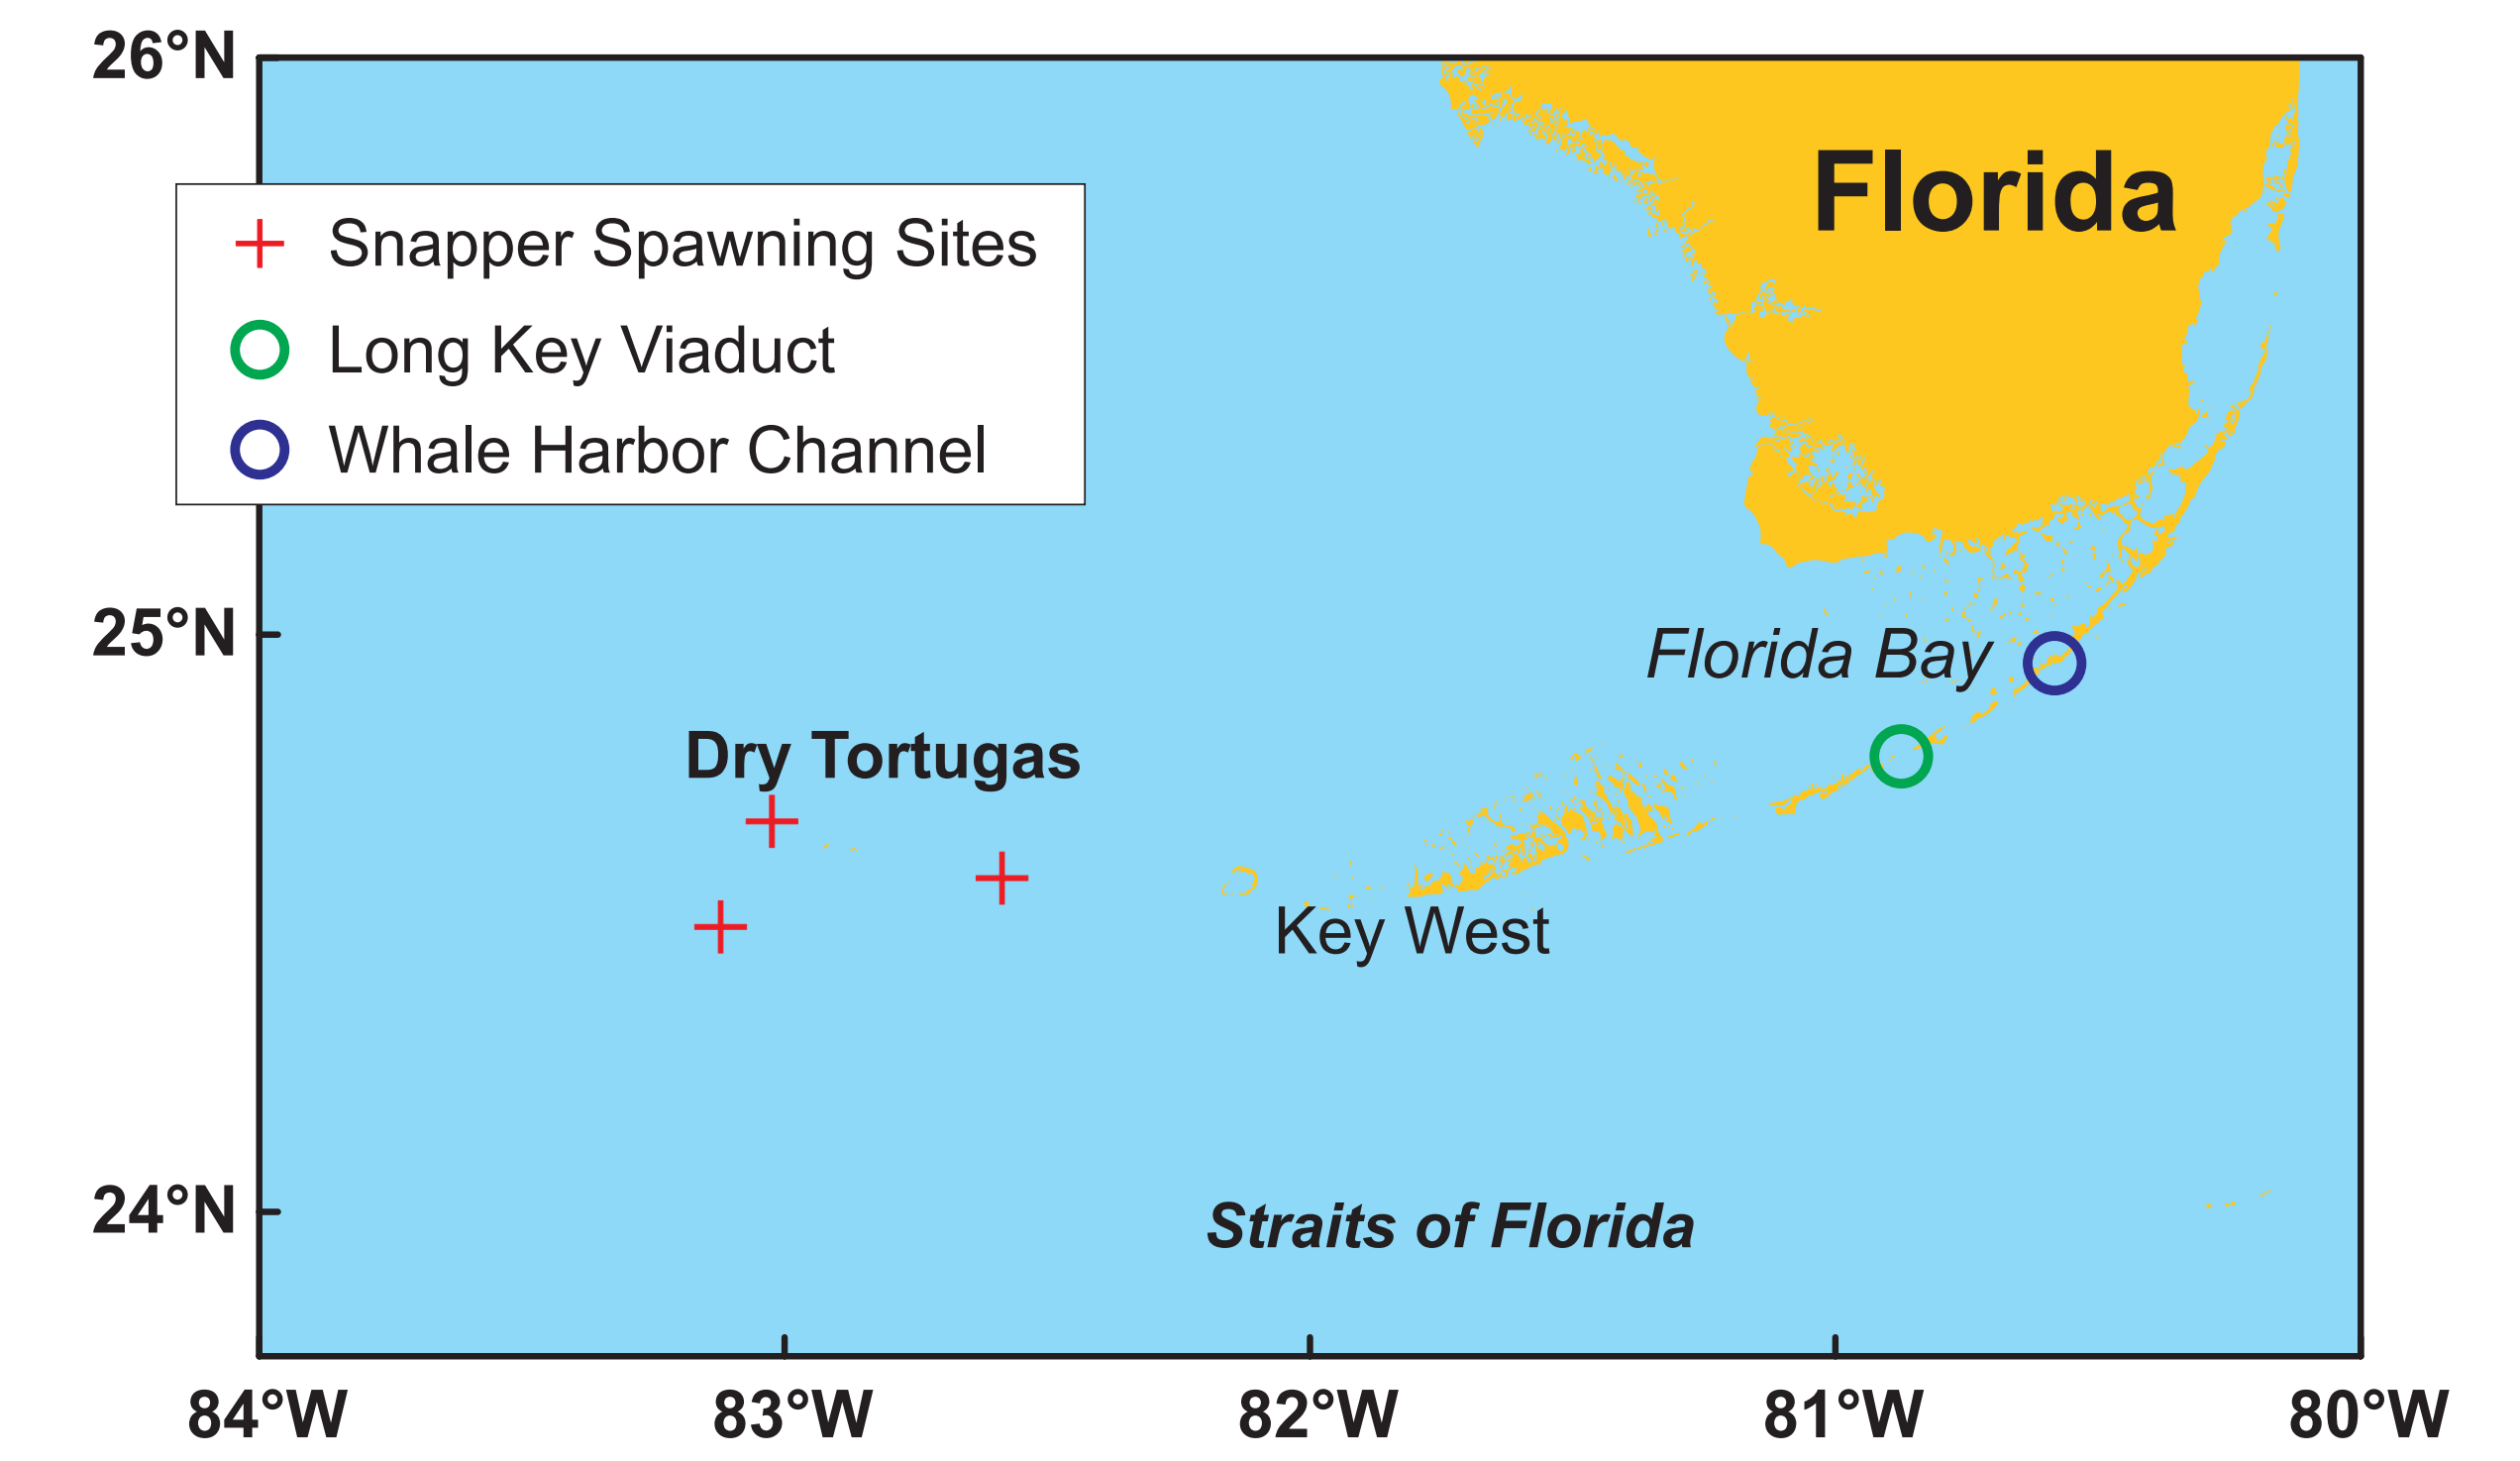 26°N
Florida
Snapper Spawning Sites
Long Key Viaduct
Whale Harbor Channel
25°N
Florida Bay
Dry Tortugas
Key West
24°N
Straits of Florida
84°W
83°W
82°W
81°W
80°W